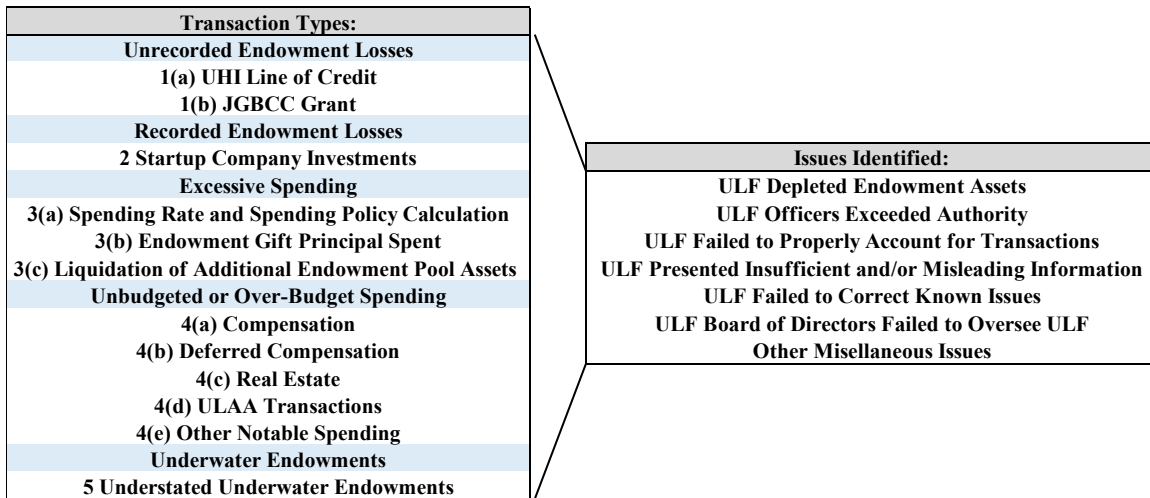 Transaction Types:
Unrecorded Endowment Losses
1(a) UHI Line of Credit
1(b) JGBCC Grant
Recorded Endowment Losses
2 Startup Company Investments
Excessive Spending
3(a) Spending Rate and Spending Policy Calculation
3(b) Endowment Gift Principal Spent
3(c) Liquidation of Additional Endowment Pool Assets
Unbudgeted or Over-Budget Spending
4(a) Compensation
4(b) Deferred Compensation
4(c) Real Estate
4(d) ULAA Transactions
4(e) Other Notable Spending
Underwater Endowments
5 Understated Underwater Endowments
Issues Identified:
ULF Depleted Endowment Assets
ULF Officers Exceeded Authority
ULF Failed to Properly Account for Transactions
ULF Presented Insufficient and/or Misleading Information
ULF Failed to Correct Known Issues
ULF Board of Directors Failed to Oversee ULF
Other Misellaneous Issues